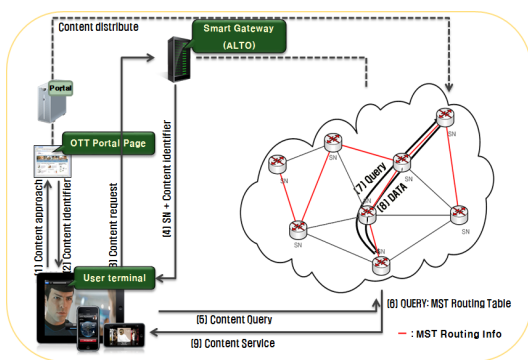 Content distribute
Smart Gateway
(ALTO)
Portal
OTT Portal Page
(1) Content approach
(2) Content identifier
(3) Content request
(4) SN + Content identifier
User terminal
SN
SN
SN
SN
SN
SN
SN
SN
(7) Query
(8) DATA
(5) Content Query
(6) QUERY: MST Routing Table
(9) Content Service
: MST Routing Info